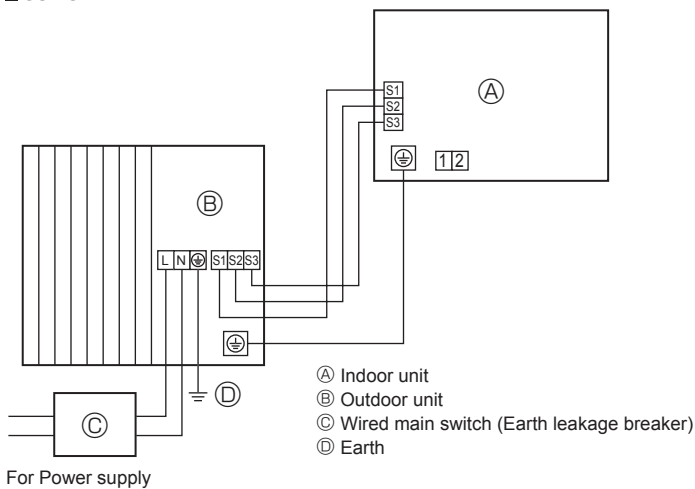 S1
S2
S3
Ⓐ
1 2
Ⓑ
L N S1 S2 S3
Ⓓ
Ⓒ
Ⓐ Indoor unit
Ⓑ Outdoor unit
Ⓒ Wired main switch (Earth leakage breaker)
Ⓓ Earth
For Power supply